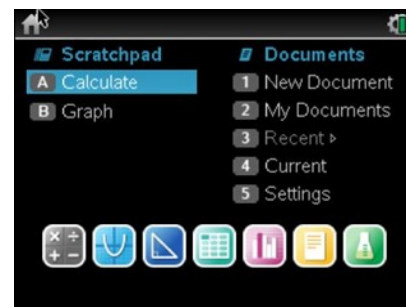 Scratchpad
A Calculate
B Graph
Documents
1 New Document
2 My Documents
3 Recent ▸
4 Current
5 Settings